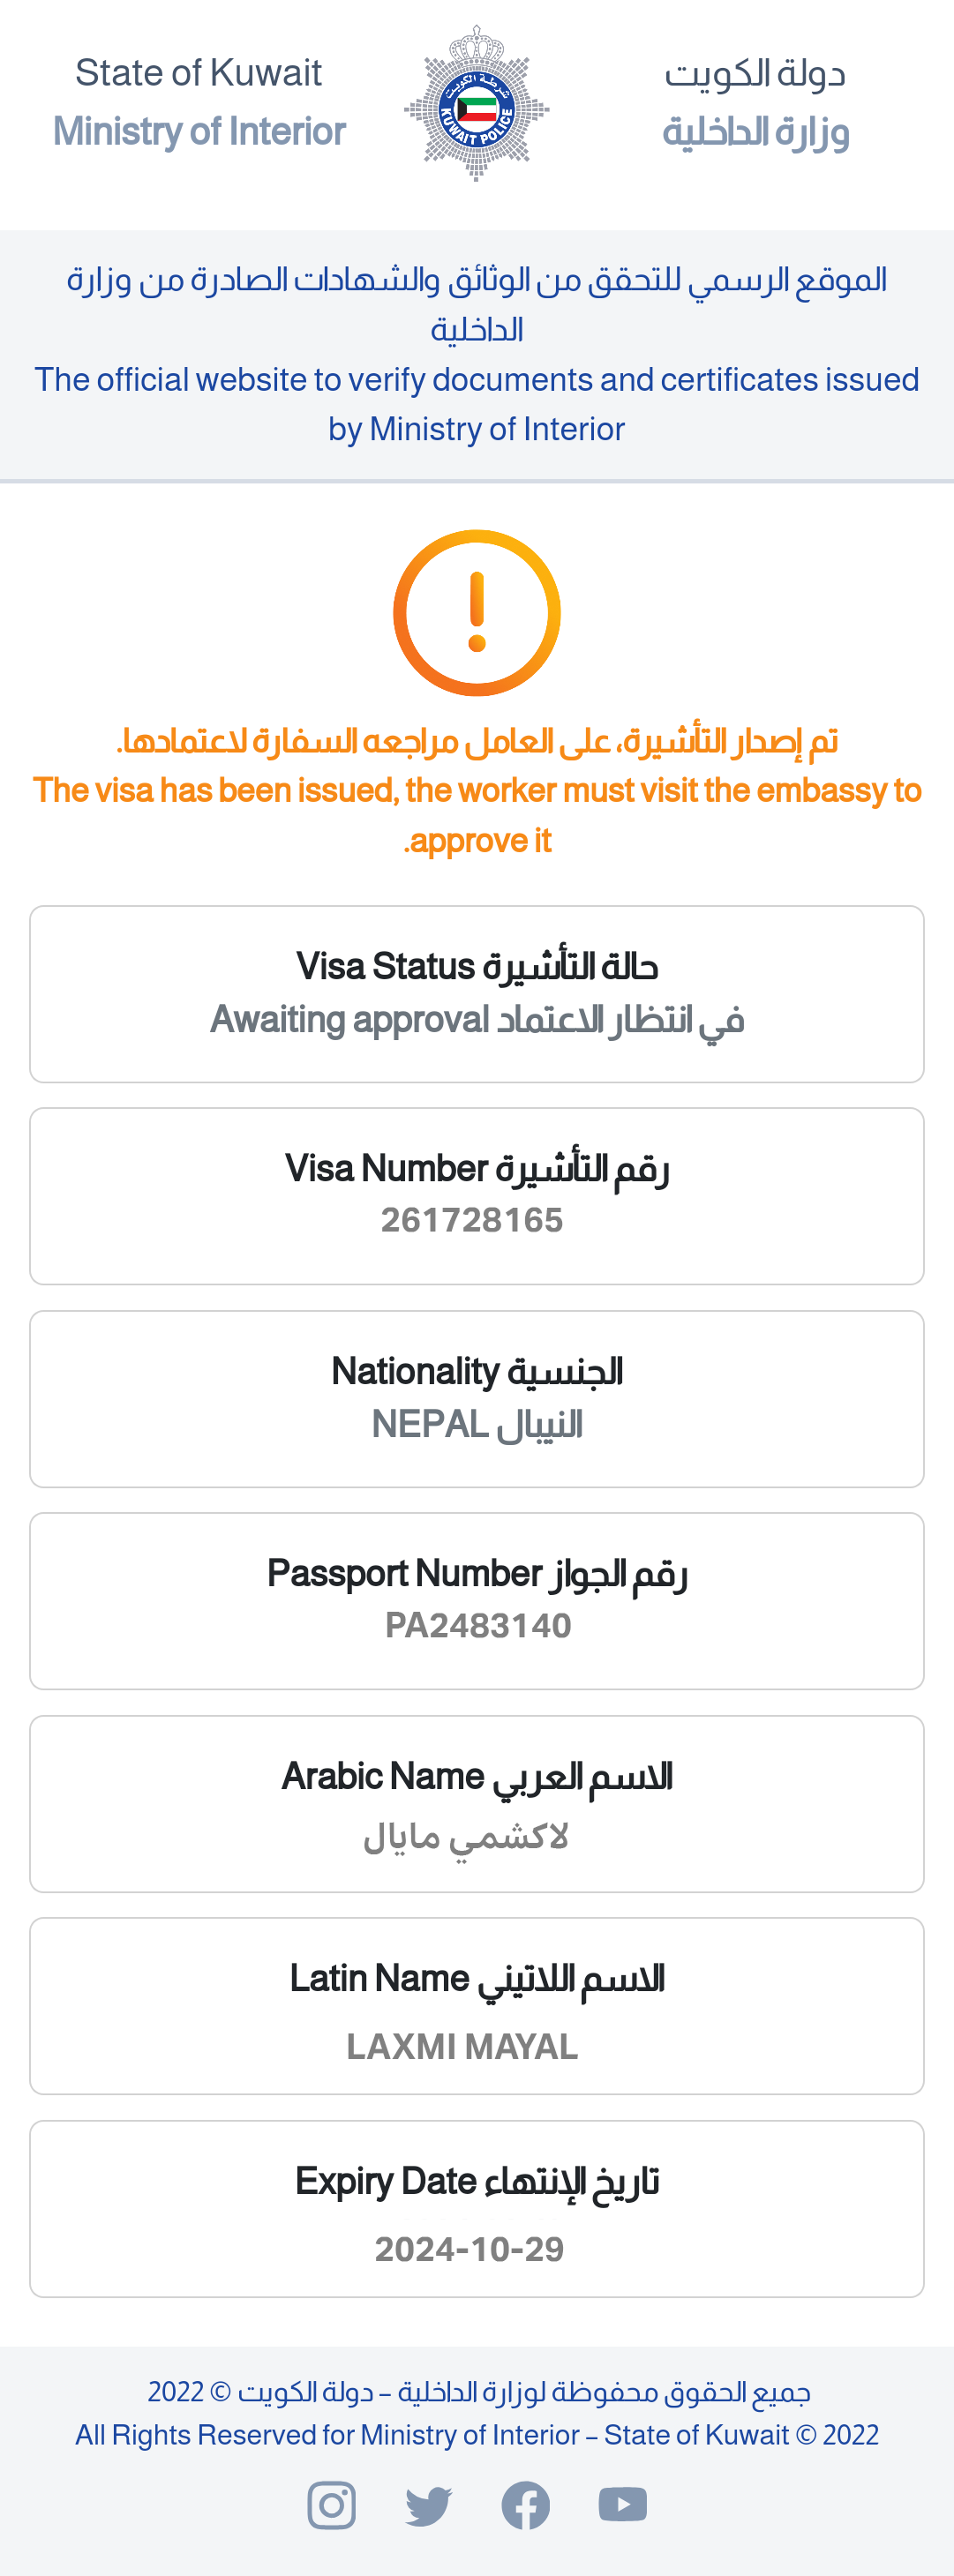 State of Kuwait
Ministry of Interior
شرطة الكويت
KUWAIT POLICE
دولة الكويت
وزارة الداخلية
الموقع الرسمي للتحقق من الوثائق والشهادات الصادرة من وزارة
الداخلية
The official website to verify documents and certificates issued
by Ministry of Interior
تم إصدار التأشيرة، على العامل مراجعه السفارة لاعتمادها.
The visa has been issued, the worker must visit the embassy to
.approve it
Visa Status حالة التأشيرة
Awaiting approval في انتظار الاعتماد
Visa Number رقم التأشيرة
261728165
Nationality الجنسية
NEPAL النيبال
Passport Number رقم الجواز
PA2483140
Arabic Name الاسم العربي
لاكشمي مايال
Latin Name الاسم اللاتيني
LAXMI MAYAL
Expiry Date تاريخ الإنتهاء
2024-10-29
جميع الحقوق محفوظة لوزارة الداخلية – دولة الكويت © 2022
All Rights Reserved for Ministry of Interior – State of Kuwait © 2022